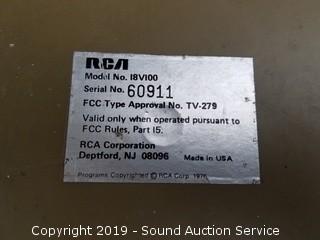 RCA
Model No. 18V100
Serial No. 60911
FCC Type Approval No. TV-279
Valid only when operated pursuant to
FCC Rules, Part 15.
RCA Corporation
Deptford, NJ 08096 Made in USA
Programs Copyrighted © RCA Corp. 1976
Copyright 2019 - Sound Auction Service